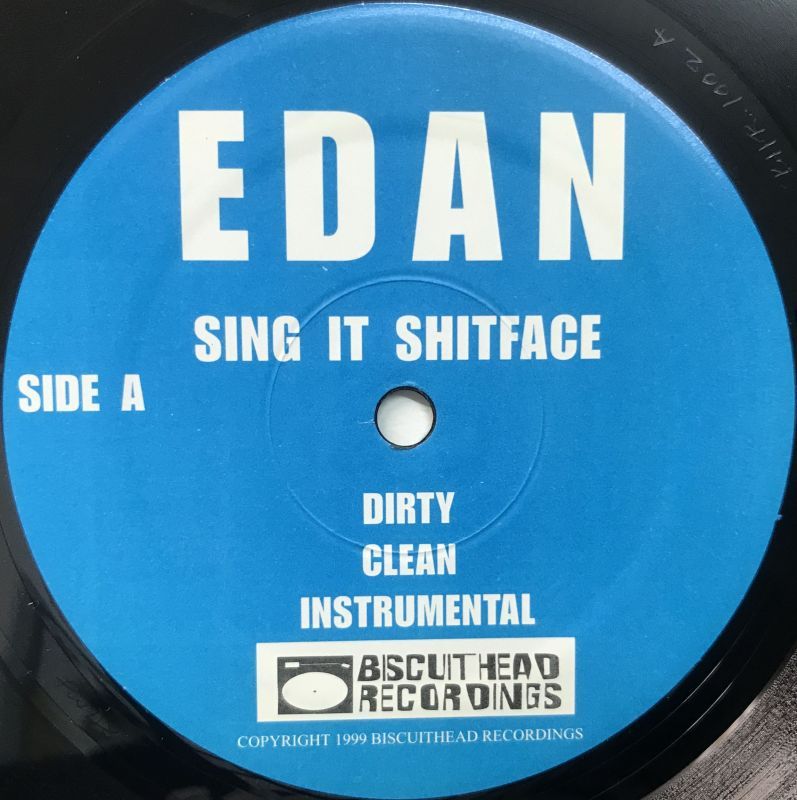 EDAN
SING IT SHITFACE
SIDE A
DIRTY
CLEAN
INSTRUMENTAL
BISCUITHEAD
RECORDINGS
COPYRIGHT 1999 BISCUITHEAD RECORDINGS